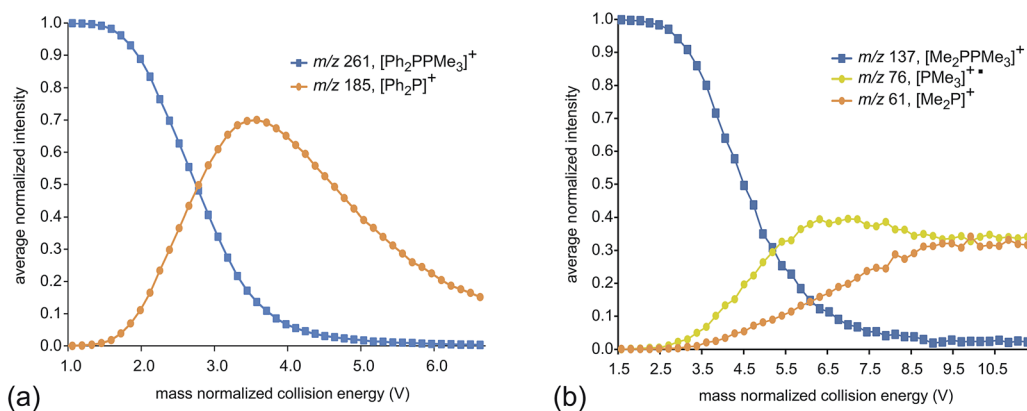 1.0
0.9
0.8
0.7
0.6
0.5
0.4
0.3
0.2
0.1
0.0
average normalized intensity
m/z 261, [Ph₂PPMe₃]⁺
m/z 185, [Ph₂P]⁺
1.0 2.0 3.0 4.0 5.0 6.0
mass normalized collision energy (V)
(a)
1.0
0.9
0.8
0.7
0.6
0.5
0.4
0.3
0.2
0.1
0.0
average normalized intensity
m/z 137, [Me₂PPMe₃]⁺
m/z 76, [PMe₃]⁺▪
m/z 61, [Me₂P]⁺
1.5 2.5 3.5 4.5 5.5 6.5 7.5 8.5 9.5 10.5
mass normalized collision energy (V)
(b)